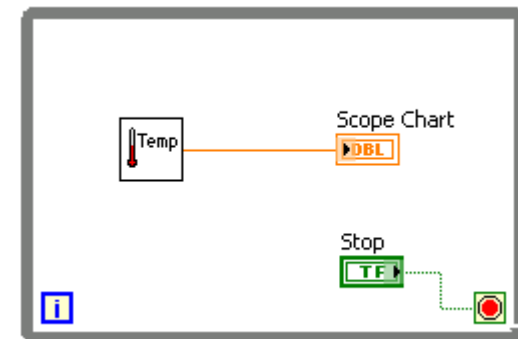 Temp
Scope Chart
DBL
Stop
TF
i